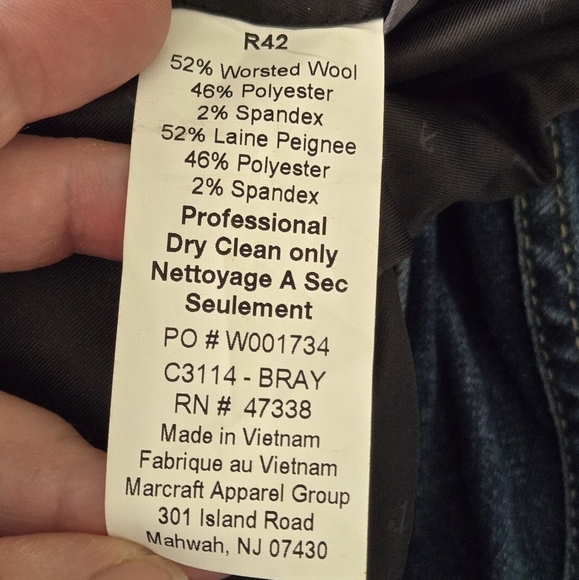 R42
52% Worsted Wool
46% Polyester
2% Spandex
52% Laine Peignee
46% Polyester
2% Spandex
Professional
Dry Clean only
Nettoyage A Sec
Seulement
PO # W001734
C3114 - BRAY
RN # 47338
Made in Vietnam
Fabrique au Vietnam
Marcraft Apparel Group
301 Island Road
Mahwah, NJ 07430